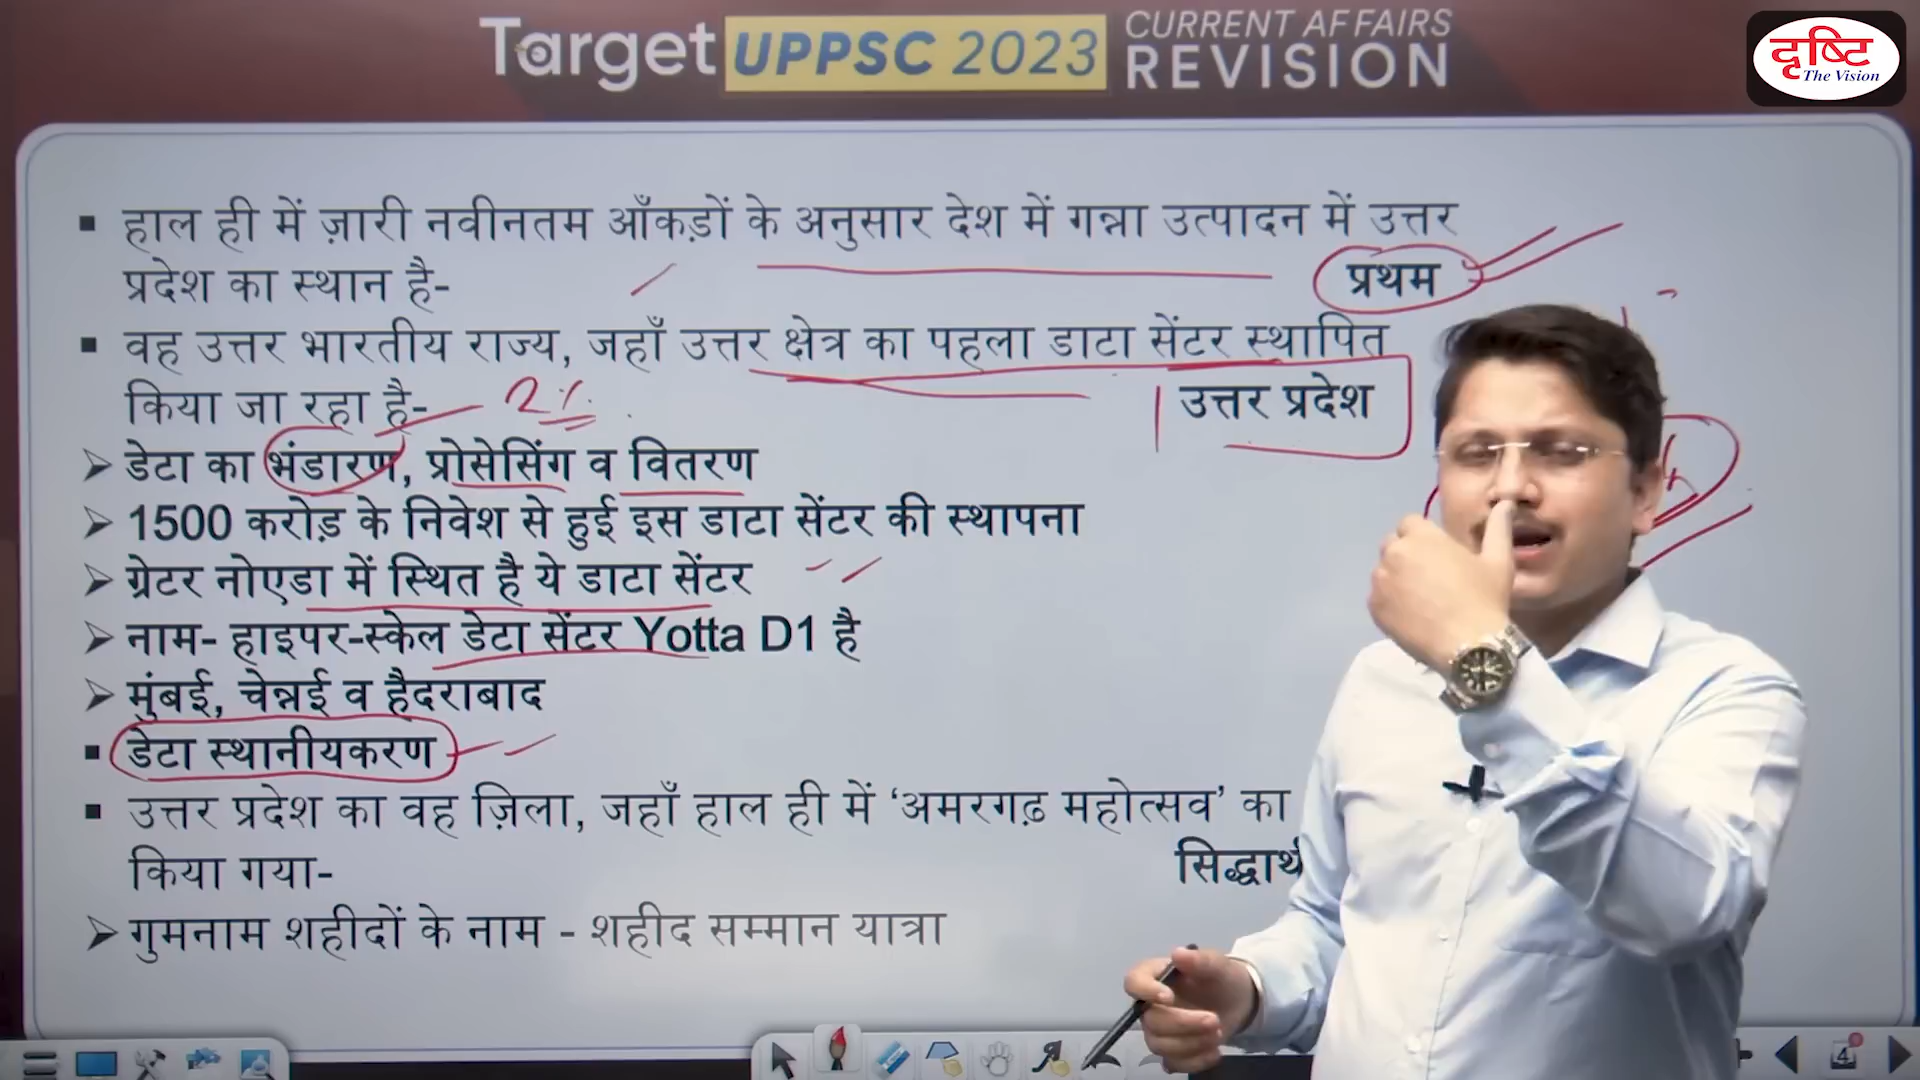 Target UPPSC 2023 CURRENT AFFAIRS
REVISION
दृष्टि
The Vision
▪ हाल ही में ज़ारी नवीनतम आँकड़ों के अनुसार देश में गन्ना उत्पादन में उत्तर
प्रदेश का स्थान है- प्रथम
▪ वह उत्तर भारतीय राज्य, जहाँ उत्तर क्षेत्र का पहला डाटा सेंटर स्थापित
किया जा रहा है- 2% उत्तर प्रदेश
➢ डेटा का भंडारण, प्रोसेसिंग व वितरण
➢ 1500 करोड़ के निवेश से हुई इस डाटा सेंटर की स्थापना
➢ ग्रेटर नोएडा में स्थित है ये डाटा सेंटर
➢ नाम- हाइपर-स्केल डेटा सेंटर Yotta D1 है
➢ मुंबई, चेन्नई व हैदराबाद
▪ डेटा स्थानीयकरण
▪ उत्तर प्रदेश का वह ज़िला, जहाँ हाल ही में ‘अमरगढ़ महोत्सव’ का
किया गया- सिद्धार्थ
➢ गुमनाम शहीदों के नाम - शहीद सम्मान यात्रा
4